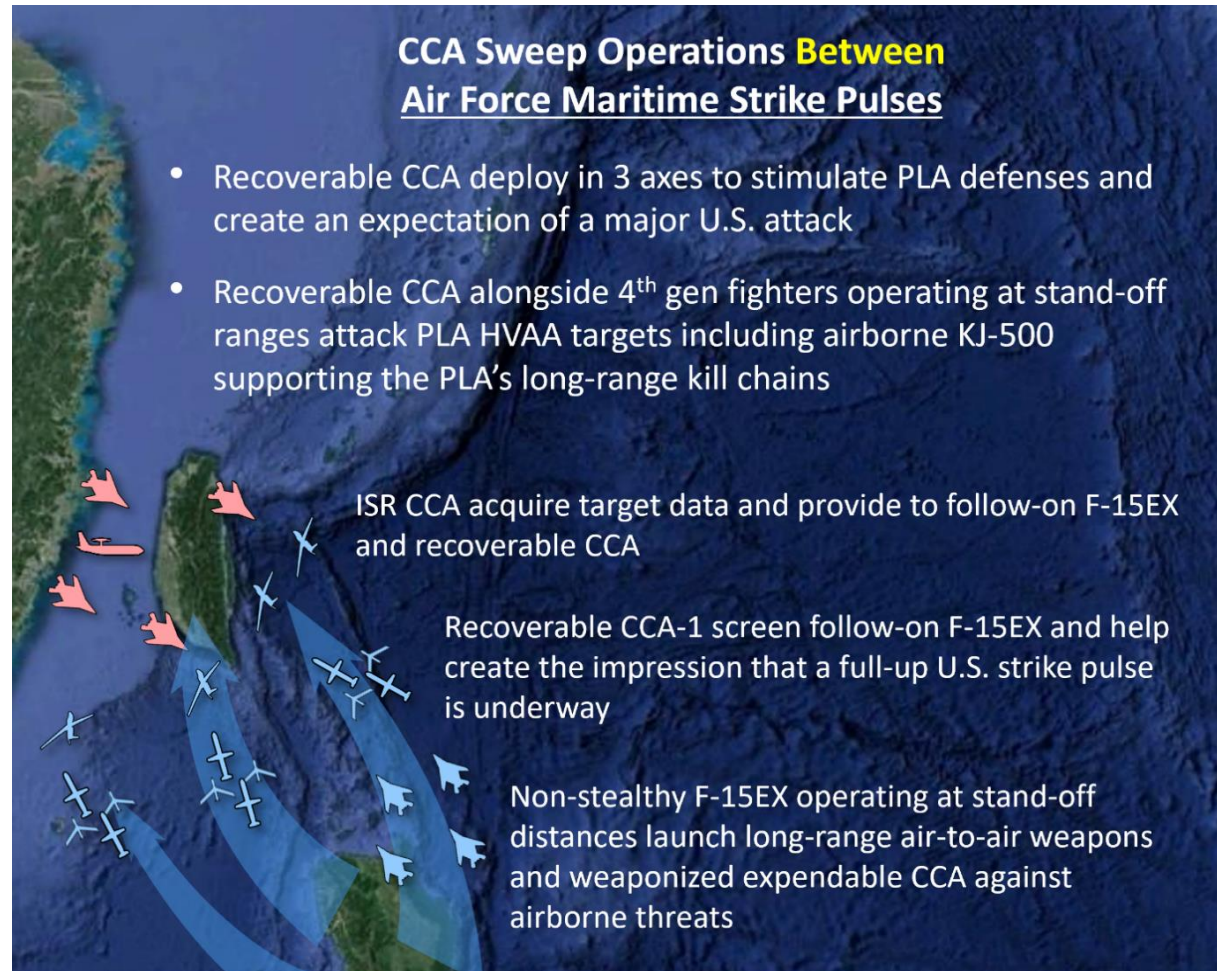 CCA Sweep Operations Between
Air Force Maritime Strike Pulses
• Recoverable CCA deploy in 3 axes to stimulate PLA defenses and
create an expectation of a major U.S. attack
• Recoverable CCA alongside 4th gen fighters operating at stand-off
ranges attack PLA HVAA targets including airborne KJ-500
supporting the PLA’s long-range kill chains
ISR CCA acquire target data and provide to follow-on F-15EX
and recoverable CCA
Recoverable CCA-1 screen follow-on F-15EX and help
create the impression that a full-up U.S. strike pulse
is underway
Non-stealthy F-15EX operating at stand-off
distances launch long-range air-to-air weapons
and weaponized expendable CCA against
airborne threats